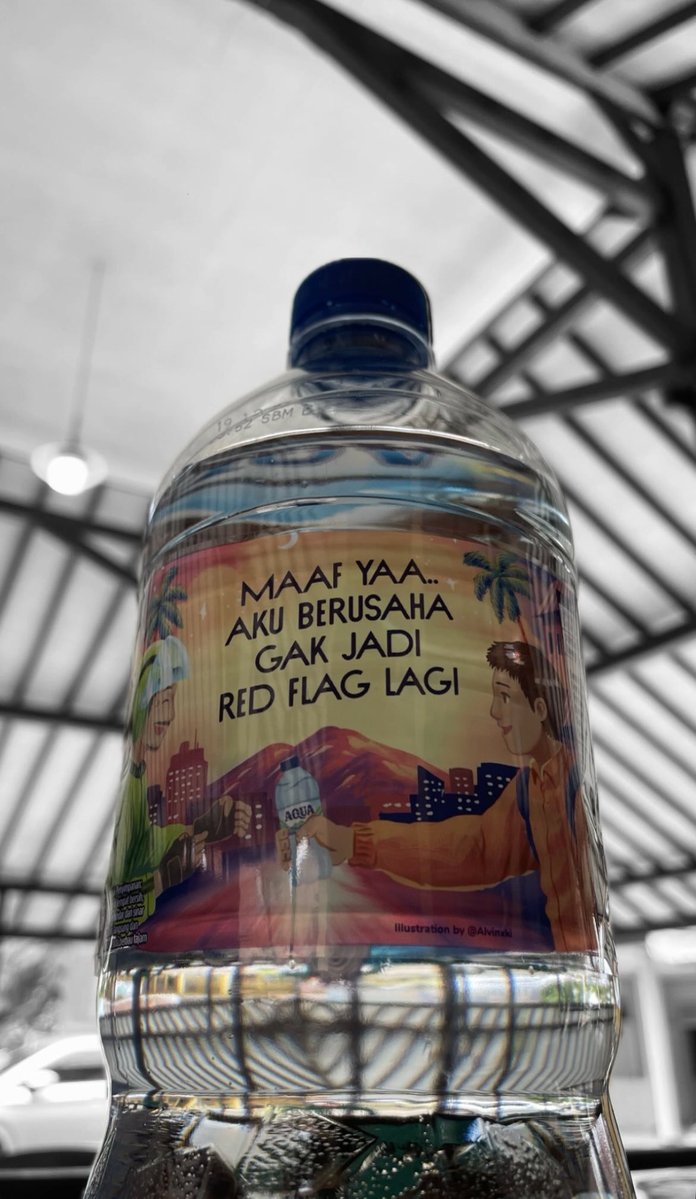 MAAF YAA..
AKU BERUSAHA
GAK JADI
RED FLAG LAGI
AQUA
Illustration by @Alvinxki